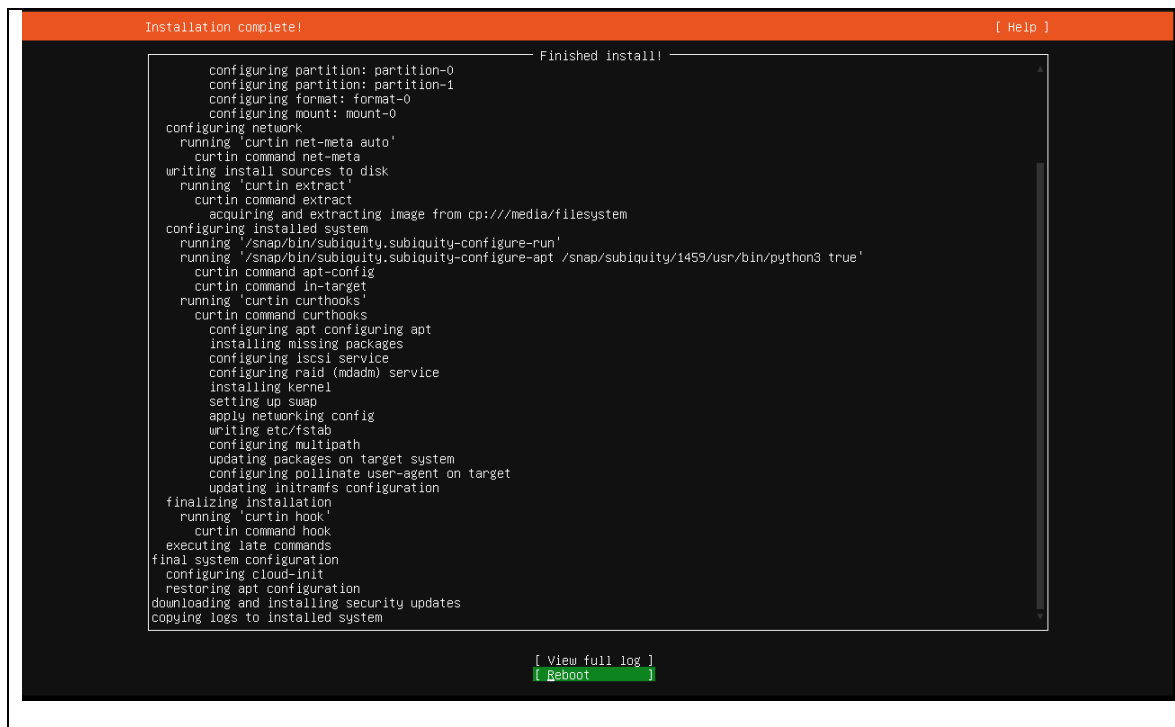 Installation complete! [ Help ]
Finished install!
configuring partition: partition-0
configuring partition: partition-1
configuring format: format-0
configuring mount: mount-0
configuring network
running 'curtin net-meta auto'
curtin command net-meta
writing install sources to disk
running 'curtin extract'
curtin command extract
acquiring and extracting image from cp:///media/filesystem
configuring installed system
running '/snap/bin/subiquity.subiquity-configure-run'
running '/snap/bin/subiquity.subiquity-configure-apt /snap/subiquity/1459/usr/bin/python3 true'
curtin command apt-config
curtin command in-target
running 'curtin curthooks'
curtin command curthooks
configuring apt configuring apt
installing missing packages
configuring iscsi service
configuring raid (mdadm) service
installing kernel
setting up swap
apply networking config
writing etc/fstab
configuring multipath
updating packages on target system
configuring pollinate user-agent on target
updating initramfs configuration
finalizing installation
running 'curtin hook'
curtin command hook
executing late commands
final system configuration
configuring cloud-init
restoring apt configuration
downloading and installing security updates
copying logs to installed system
[ View full log ]
[ Reboot ]